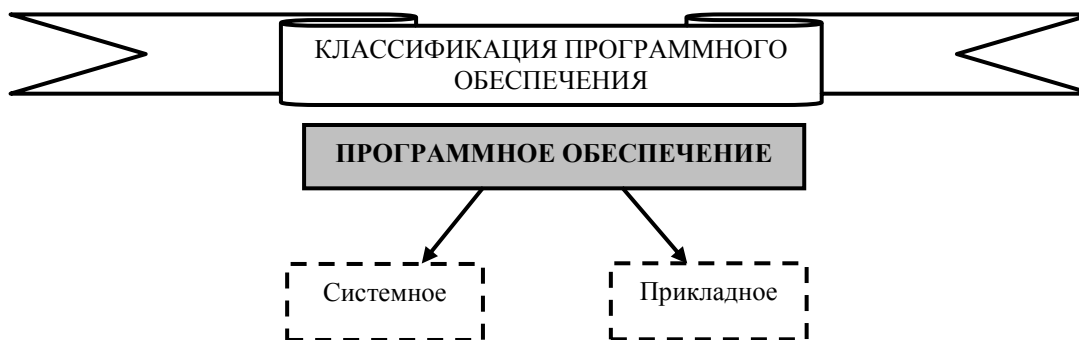 КЛАССИФИКАЦИЯ ПРОГРАММНОГО
ОБЕСПЕЧЕНИЯ
ПРОГРАММНОЕ ОБЕСПЕЧЕНИЕ
Системное
Прикладное